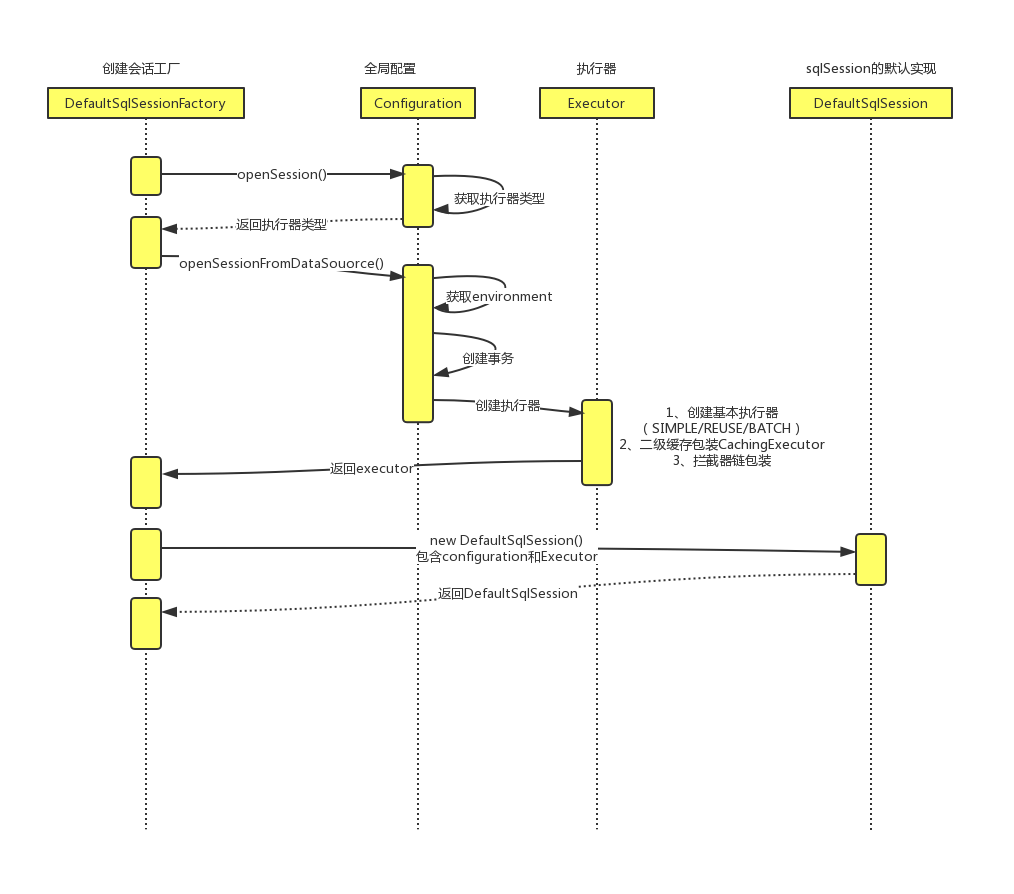 创建会话工厂
全局配置
执行器
sqlSession的默认实现
DefaultSqlSessionFactory
Configuration
Executor
DefaultSqlSession
openSession()
获取执行器类型
返回执行器类型
openSessionFromDataSouorce()
获取environment
创建事务
创建执行器
1、创建基本执行器
（SIMPLE/REUSE/BATCH）
2、二级缓存包装CachingExecutor
3、拦截器链包装
返回executor
new DefaultSqlSession()
包含configuration和Executor
返回DefaultSqlSession